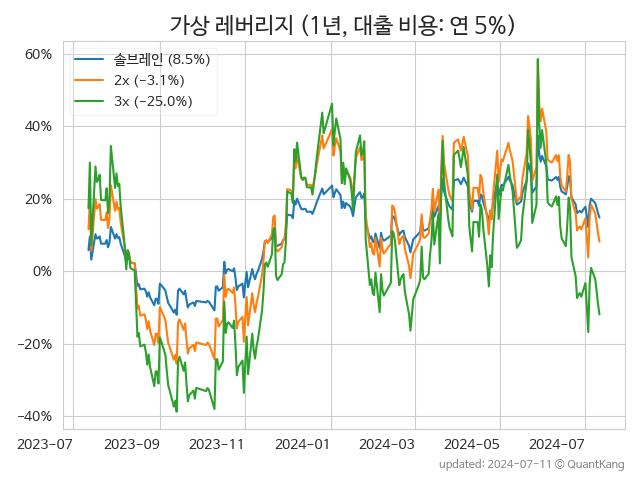 가상 레버리지 (1년, 대출 비용: 연 5%)
솔브레인 (8.5%)
2x (−3.1%)
3x (−25.0%)
60%
40%
20%
0%
−20%
−40%
2023-07 2023-09 2023-11 2024-01 2024-03 2024-05 2024-07
updated: 2024-07-11 © QuantKang